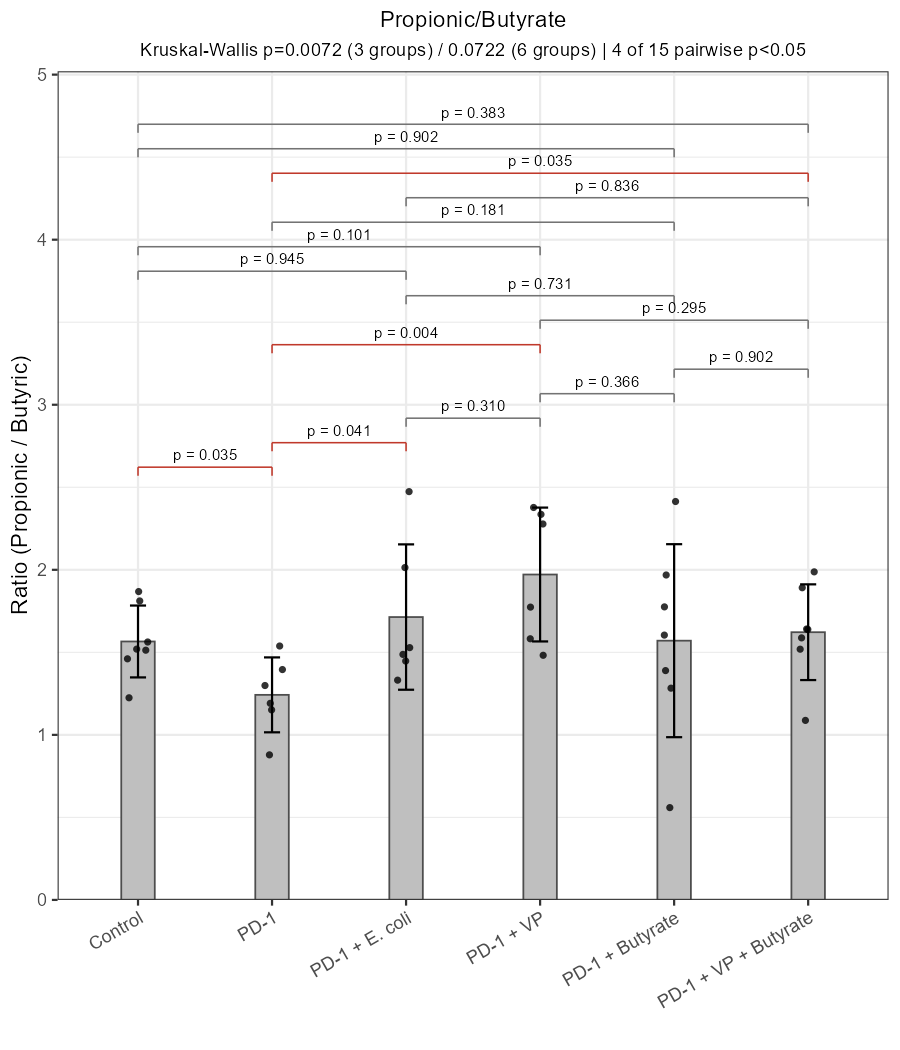 Propionic/Butyrate
Kruskal-Wallis p=0.0072 (3 groups) / 0.0722 (6 groups) | 4 of 15 pairwise p<0.05
Ratio (Propionic / Butyric)
5
4
3
2
1
0
p = 0.383
p = 0.902
p = 0.035
p = 0.836
p = 0.181
p = 0.101
p = 0.945
p = 0.731
p = 0.295
p = 0.004
p = 0.902
p = 0.366
p = 0.310
p = 0.041
p = 0.035
Control
PD-1
PD-1 + E. coli
PD-1 + VP
PD-1 + Butyrate
PD-1 + VP + Butyrate